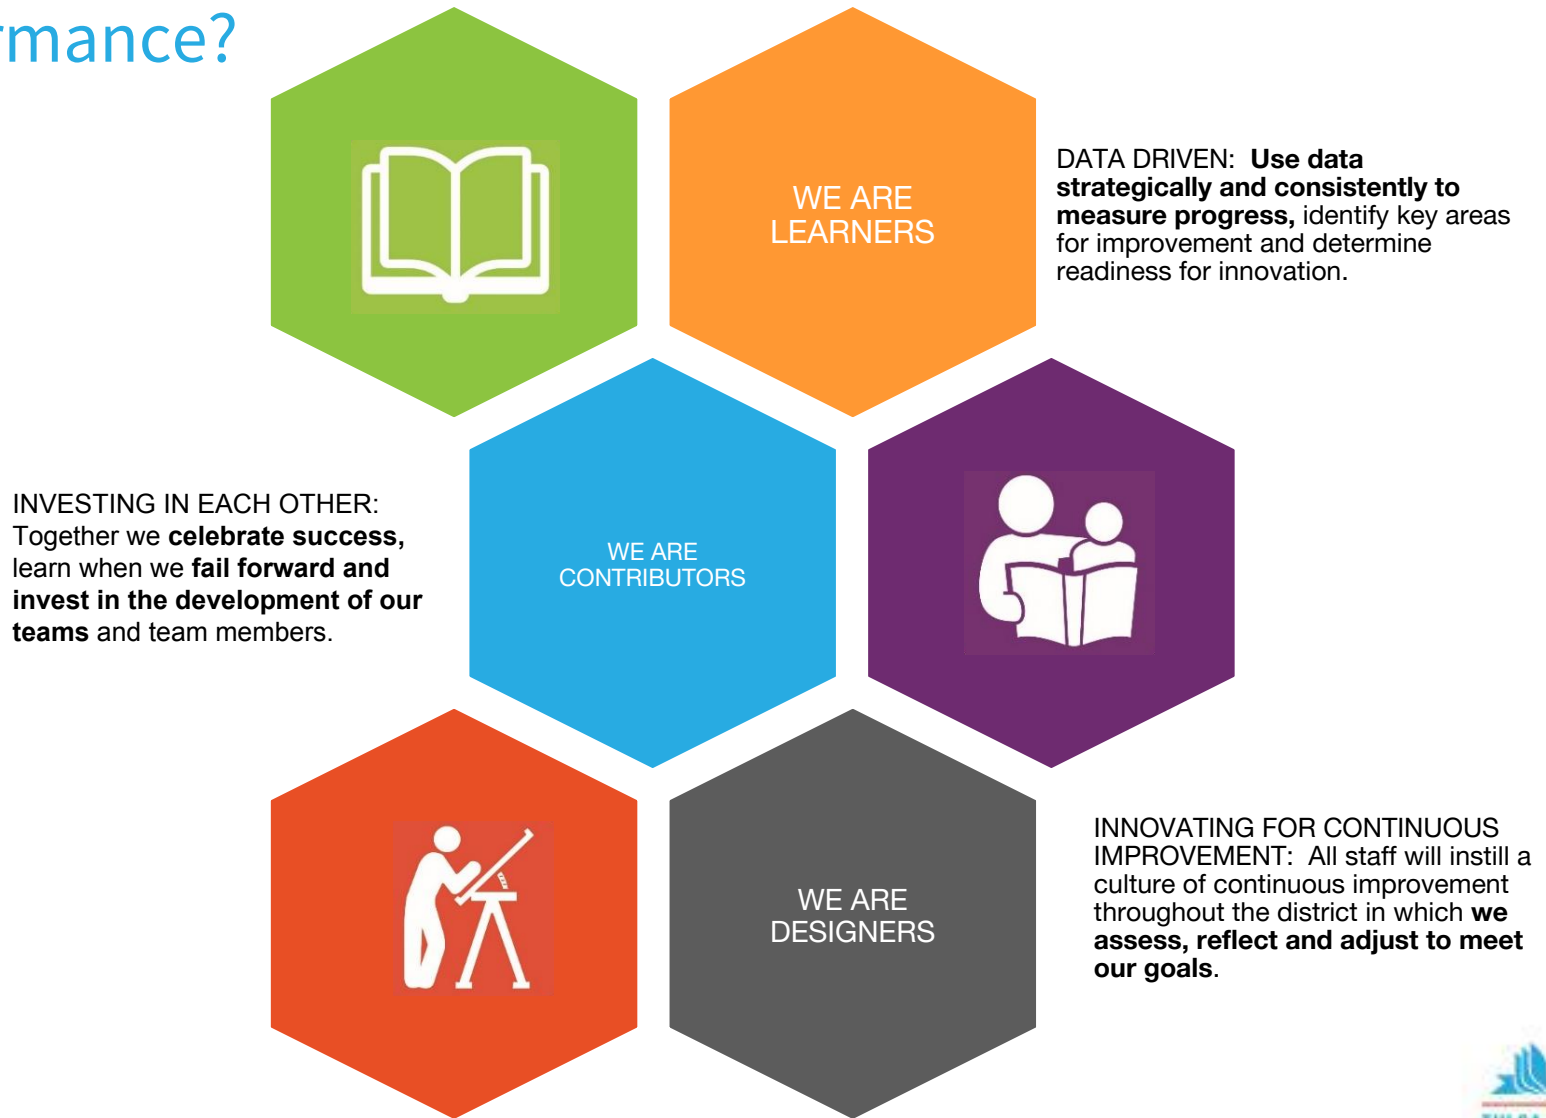 rmance?
WE ARE
LEARNERS
DATA DRIVEN:  Use data
strategically and consistently to
measure progress, identify key areas
for improvement and determine
readiness for innovation.
INVESTING IN EACH OTHER:
Together we celebrate success,
learn when we fail forward and
invest in the development of our
teams and team members.
WE ARE
CONTRIBUTORS
WE ARE
DESIGNERS
INNOVATING FOR CONTINUOUS
IMPROVEMENT:  All staff will instill a
culture of continuous improvement
throughout the district in which we
assess, reflect and adjust to meet
our goals.